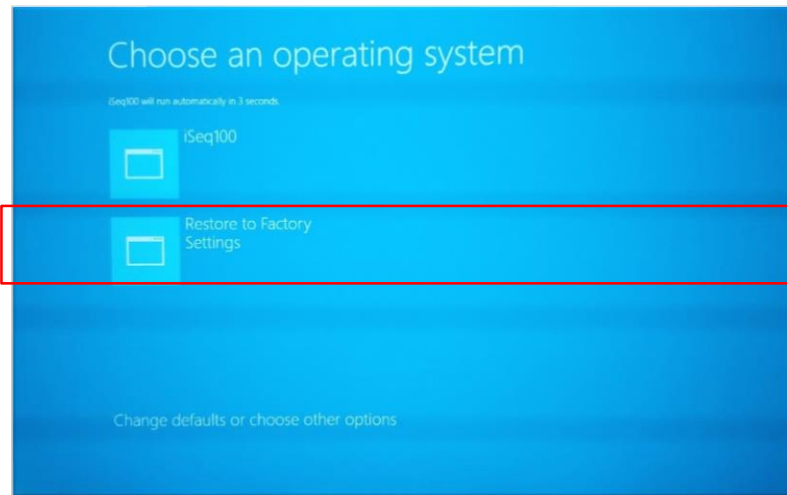 Choose an operating system
iSeq100 will run automatically in 3 seconds.
iSeq100
Restore to Factory
Settings
Change defaults or choose other options